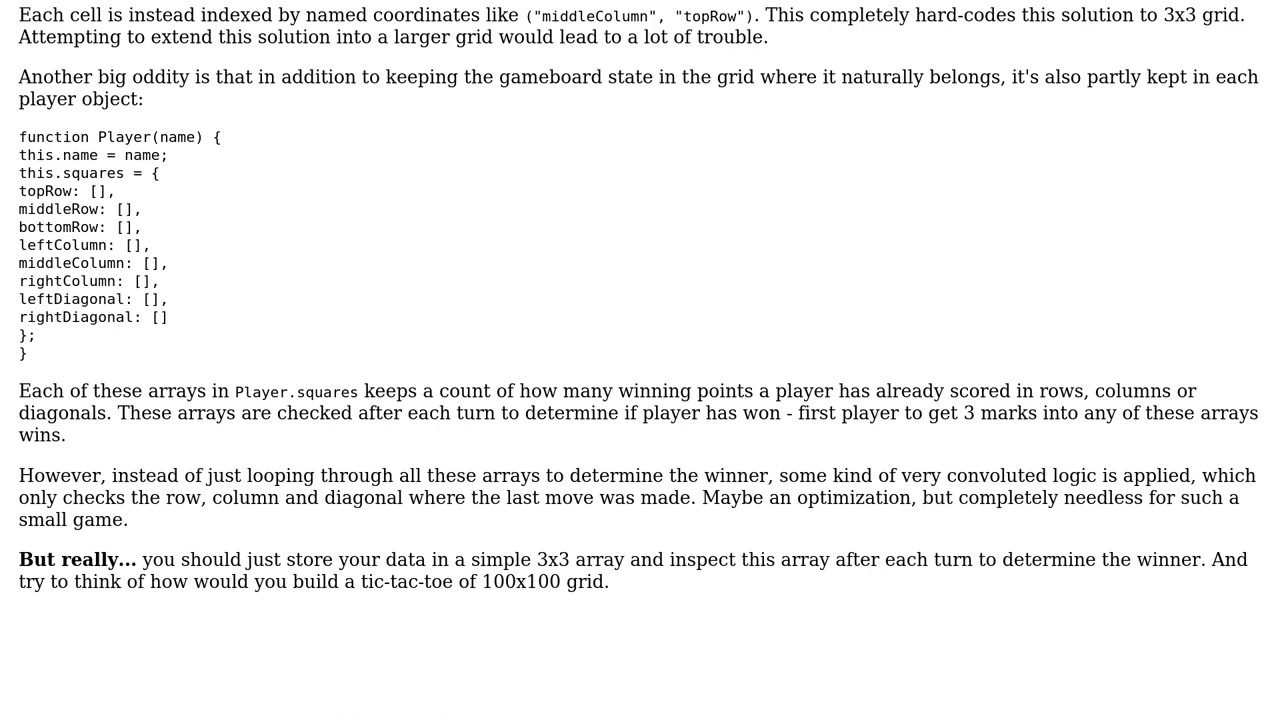 Each cell is instead indexed by named coordinates like ("middleColumn", "topRow"). This completely hard-codes this solution to 3x3 grid.
Attempting to extend this solution into a larger grid would lead to a lot of trouble.
Another big oddity is that in addition to keeping the gameboard state in the grid where it naturally belongs, it's also partly kept in each
player object:
function Player(name) {
this.name = name;
this.squares = {
topRow: [],
middleRow: [],
bottomRow: [],
leftColumn: [],
middleColumn: [],
rightColumn: [],
leftDiagonal: [],
rightDiagonal: []
};
}
Each of these arrays in Player.squares keeps a count of how many winning points a player has already scored in rows, columns or
diagonals. These arrays are checked after each turn to determine if player has won - first player to get 3 marks into any of these arrays
wins.
However, instead of just looping through all these arrays to determine the winner, some kind of very convoluted logic is applied, which
only checks the row, column and diagonal where the last move was made. Maybe an optimization, but completely needless for such a
small game.
But really... you should just store your data in a simple 3x3 array and inspect this array after each turn to determine the winner. And
try to think of how would you build a tic-tac-toe of 100x100 grid.